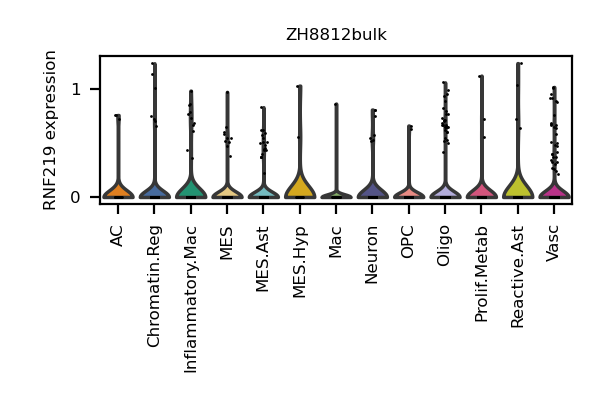 ZH8812bulk
RNF219 expression
1
0
AC
Chromatin.Reg
Inflammatory.Mac
MES
MES.Ast
MES.Hyp
Mac
Neuron
OPC
Oligo
Prolif.Metab
Reactive.Ast
Vasc